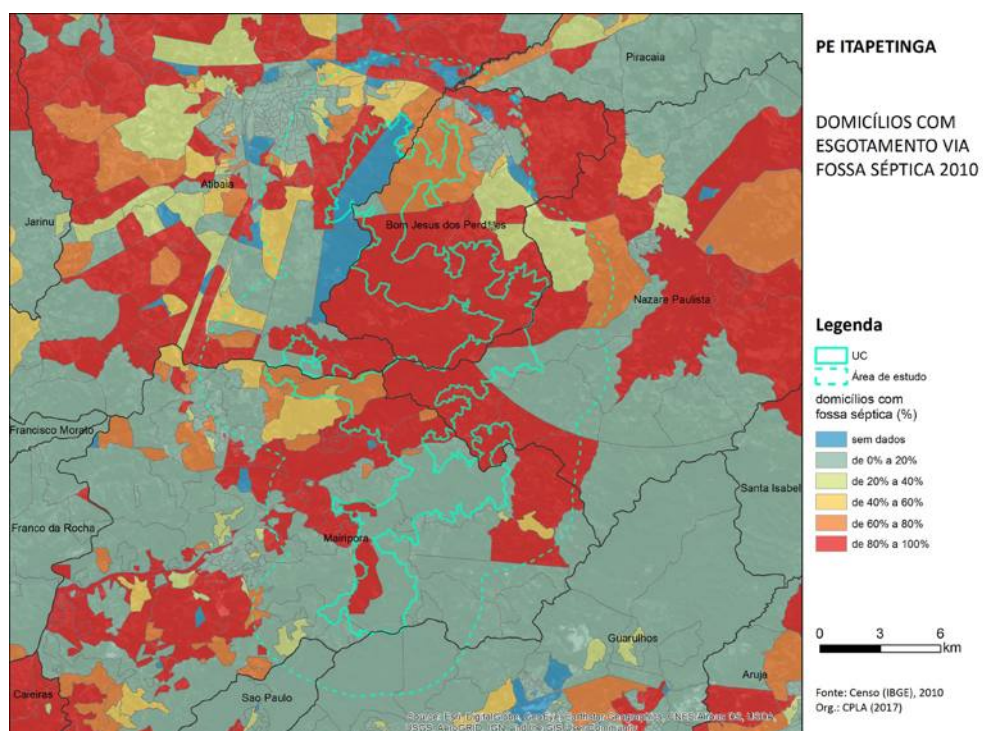 PE ITAPETINGA
DOMICÍLIOS COM
ESGOTAMENTO VIA
FOSSA SÉPTICA 2010
Piracaia
Atibaia
Jarinu
Bom Jesus dos Perdões
Nazare Paulista
Francisco Morato
Santa Isabel
Franco da Rocha
Mairipora
Guarulhos
Aruja
Caieiras
Sao Paulo
Legenda
UC
Área de estudo
domicílios com
fossa séptica (%)
sem dados
de 0% a 20%
de 20% a 40%
de 40% a 60%
de 60% a 80%
de 80% a 100%
0 3 6
km
Fonte: Censo (IBGE), 2010
Org.: CPLA (2017)